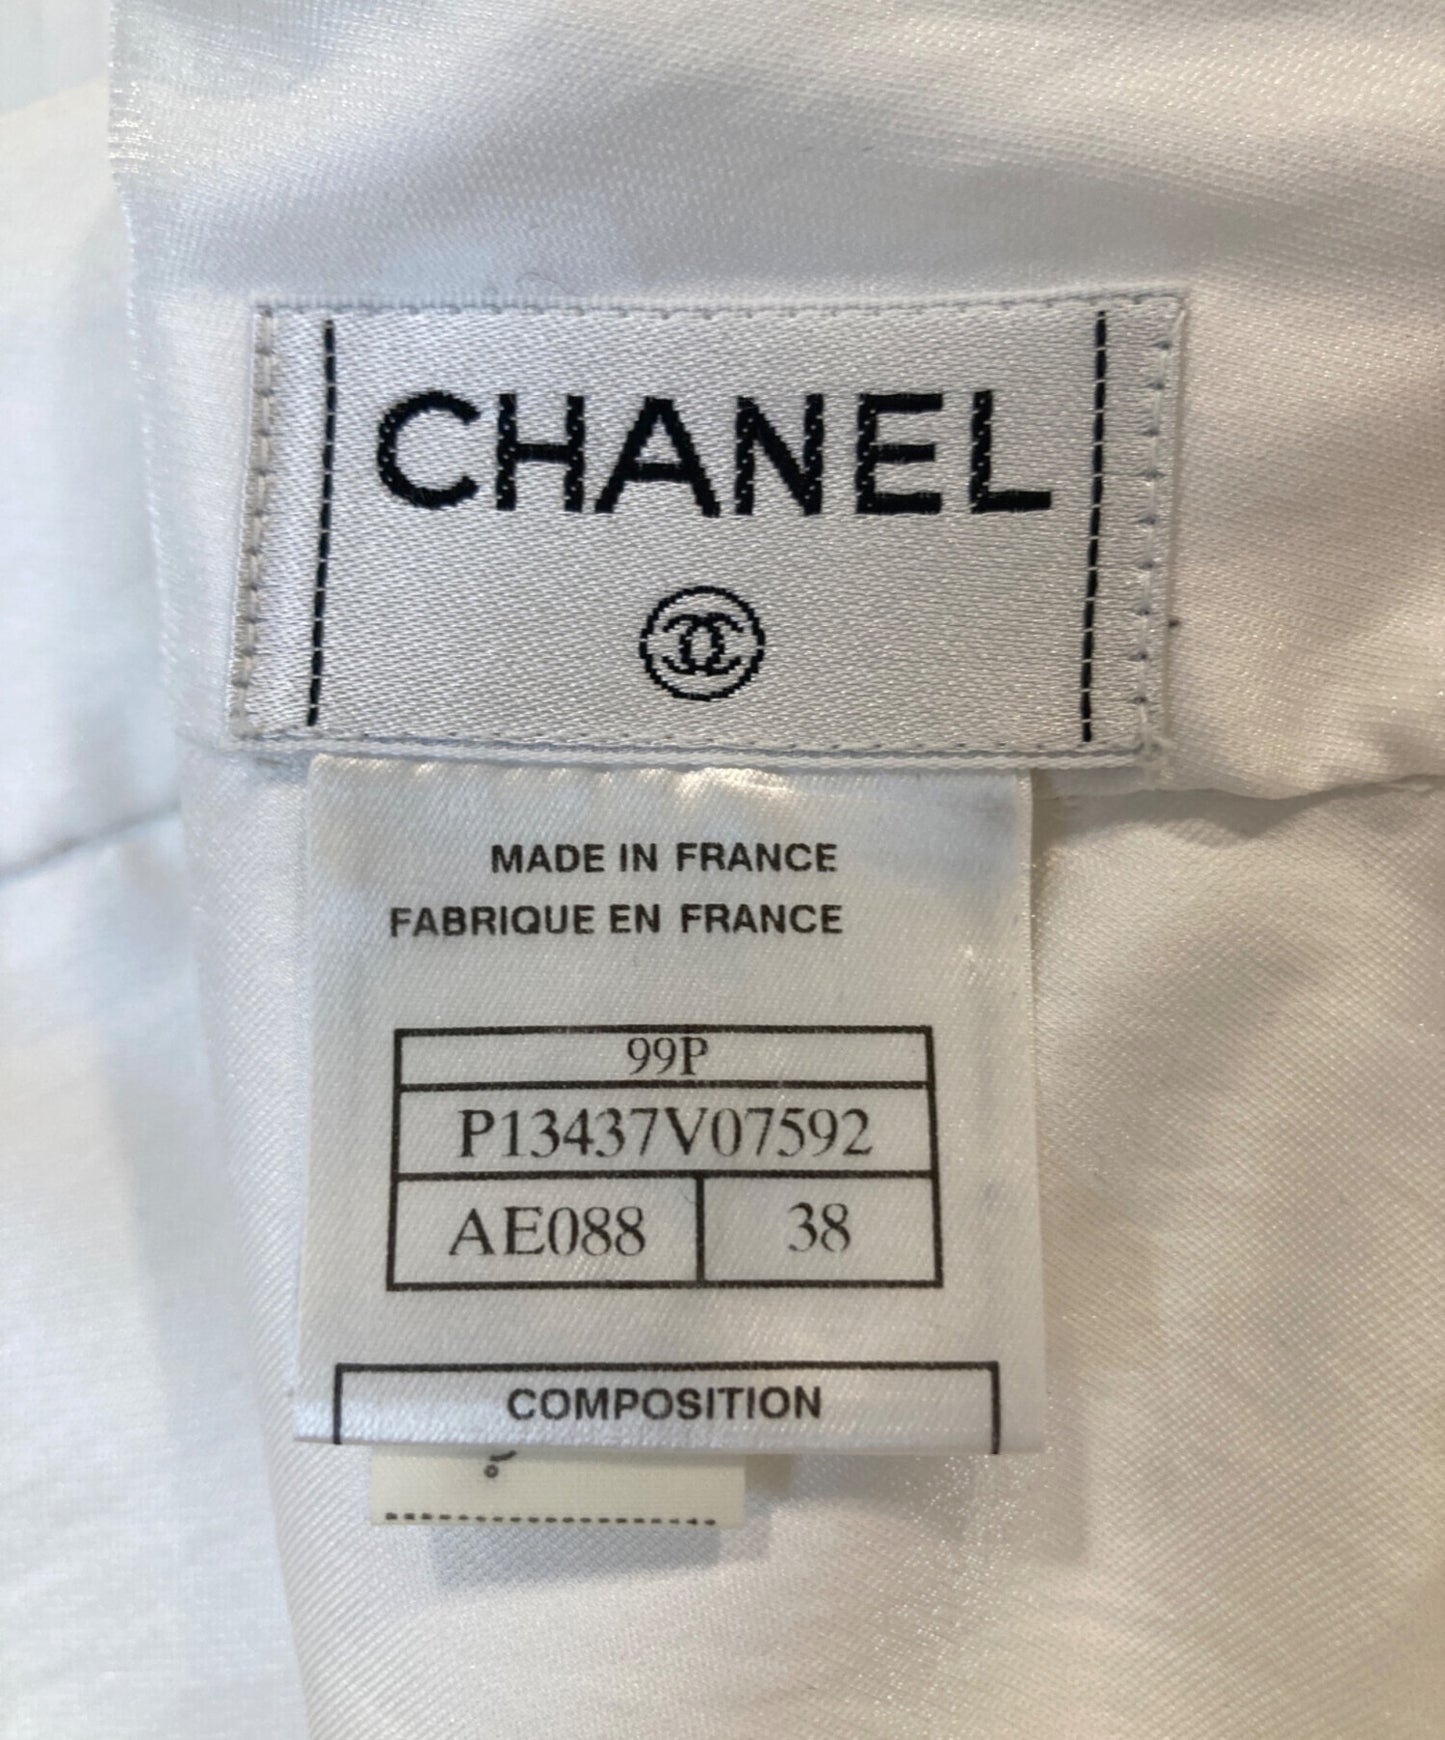 CHANEL
MADE IN FRANCE
FABRIQUE EN FRANCE
99P
P13437V07592
AE088 38
COMPOSITION